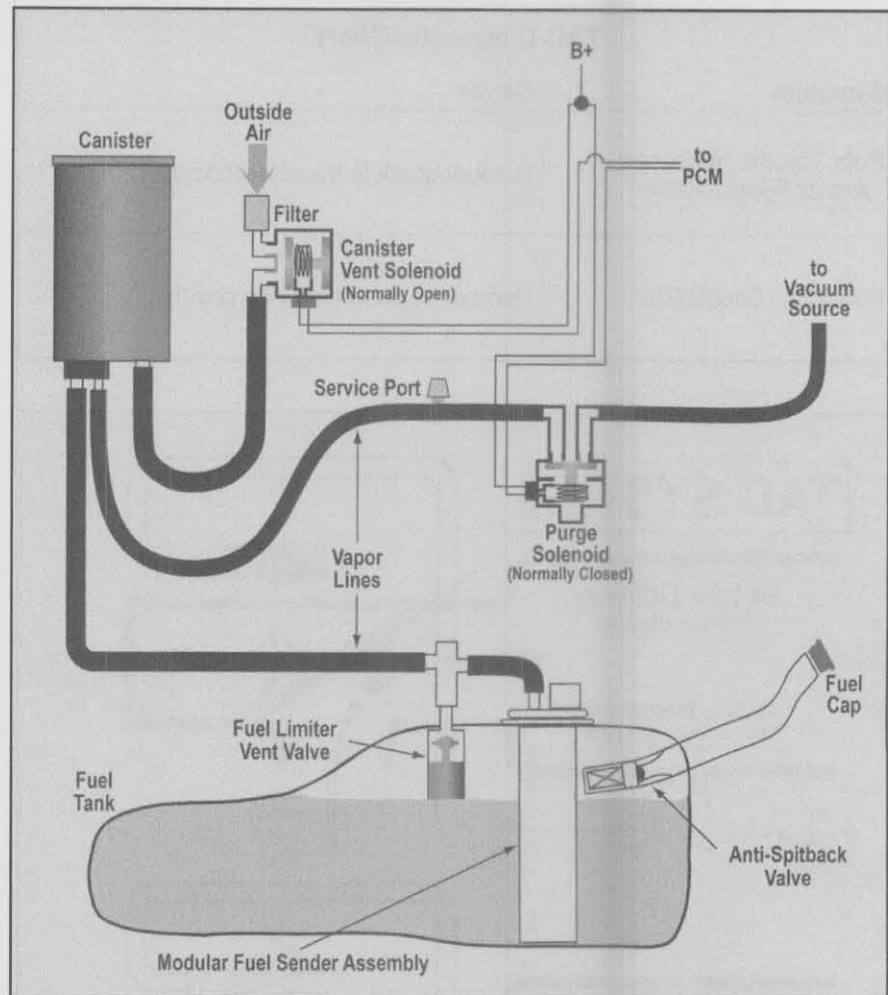 B+
Outside
Air
Canister
to
PCM
Filter
Canister
Vent Solenoid
(Normally Open)
to
Vacuum
Source
Service Port
Vapor
Lines
Purge
Solenoid
(Normally Closed)
Fuel
Cap
Fuel Limiter
Vent Valve
Fuel
Tank
Anti-Spitback
Valve
Modular Fuel Sender Assembly